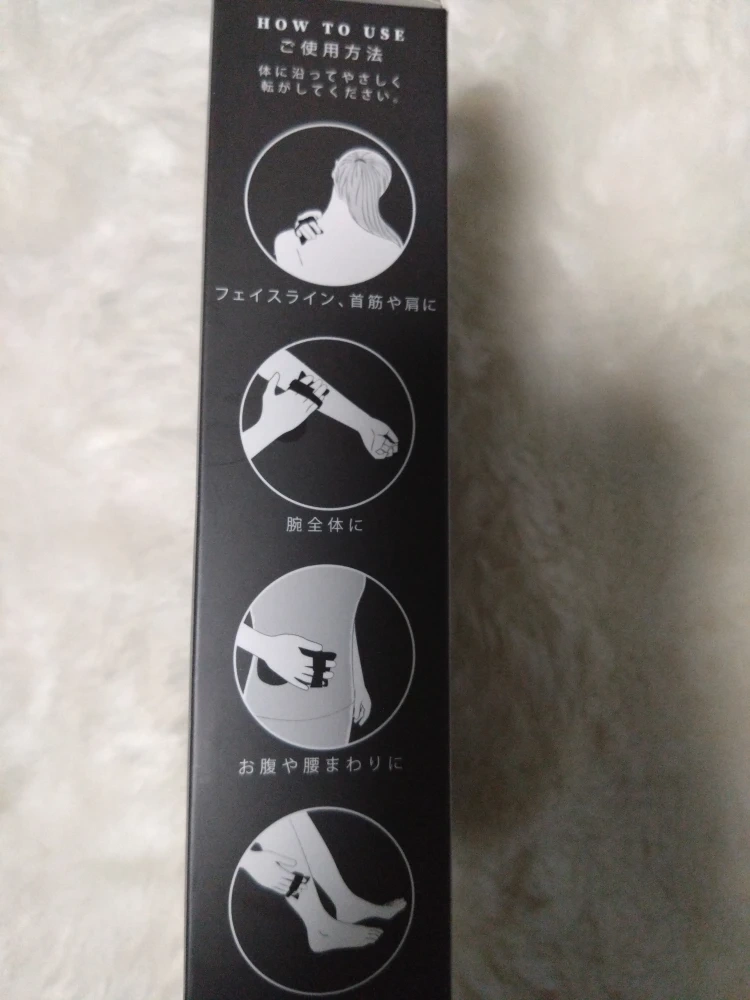 HOW TO USE
ご使用方法
体に沿ってやさしく
転がしてください。
フェイスライン、首筋や肩に
腕全体に
お腹や腰まわりに